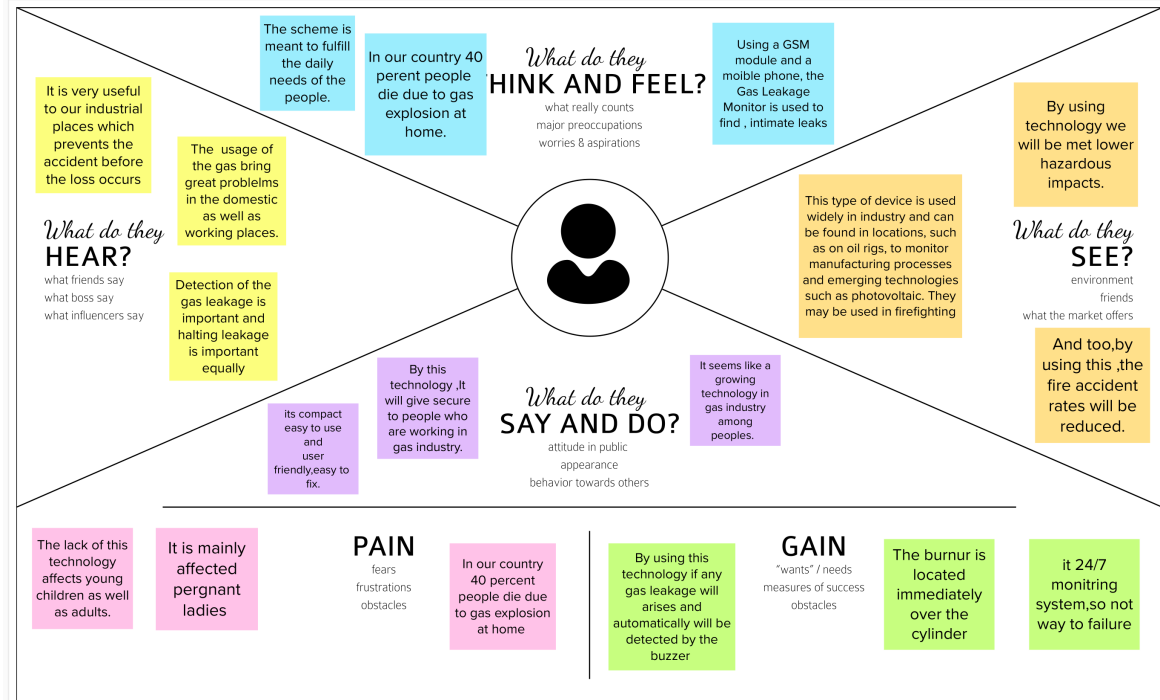 The scheme is
meant to fulfill
the daily
needs of the
people.
In our country 40
perent people
die due to gas
explosion at
home.
What do they
HINK AND FEEL?
what really counts
major preoccupations
worries & aspirations
Using a GSM
module and a
moible phone, the
Gas Leakage
Monitor is used to
find , intimate leaks
It is very useful
to our industrial
places which
prevents the
accident before
the loss occurs
The usage of
the gas bring
great problelms
in the domestic
as well as
working places.
What do they
HEAR?
what friends say
what boss say
what influencers say
Detection of the
gas leakage is
important and
halting leakage
is important
equally
By using
technology we
will be met lower
hazardous
impacts.
This type of device is used
widely in industry and can
be found in locations, such
as on oil rigs, to monitor
manufacturing processes
and emerging technologies
such as photovoltaic. They
may be used in firefighting
What do they
SEE?
environment
friends
what the market offers
And too,by
using this ,the
fire accident
rates will be
reduced.
its compact
easy to use
and
user
friendly,easy to
fix.
By this
technology ,It
will give secure
to people who
are working in
gas industry.
What do they
SAY AND DO?
attitude in public
appearance
behavior towards others
It seems like a
growing
technology in
gas industry
among
peoples.
The lack of this
technology
affects young
children as well
as adults.
It is mainly
affected
pergnant
ladies
PAIN
fears
frustrations
obstacles
In our country
40 percent
people die due
to gas explosion
at home
By using this
technology if any
gas leakage will
arises and
automatically will be
detected by the
buzzer
GAIN
"wants" / needs
measures of success
obstacles
The burnur is
located
immediately
over the
cylinder
it 24/7
monitring
system,so not
way to failure